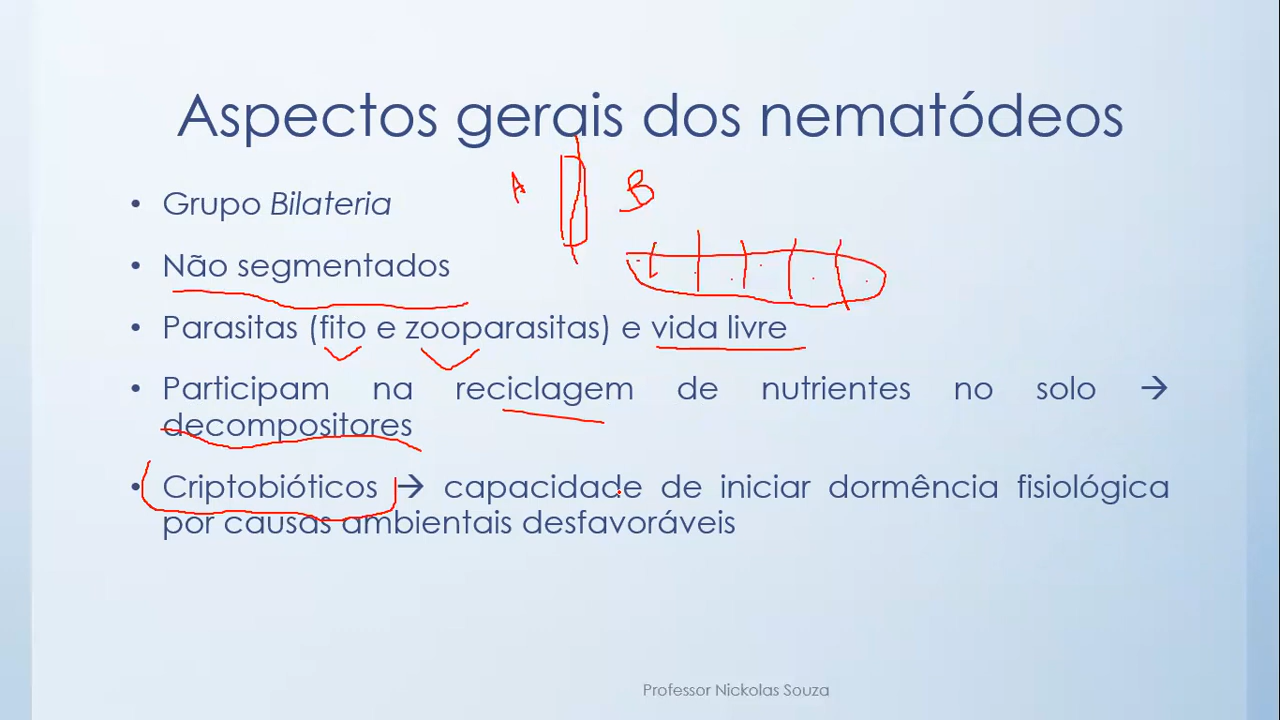 Aspectos gerais dos nematódeos
A B
• Grupo Bilateria
• Não segmentados
• Parasitas (fito e zooparasitas) e vida livre
• Participam na reciclagem de nutrientes no solo →
decompositores
• Criptobióticos → capacidade de iniciar dormência fisiológica
por causas ambientais desfavoráveis
Professor Nickolas Souza